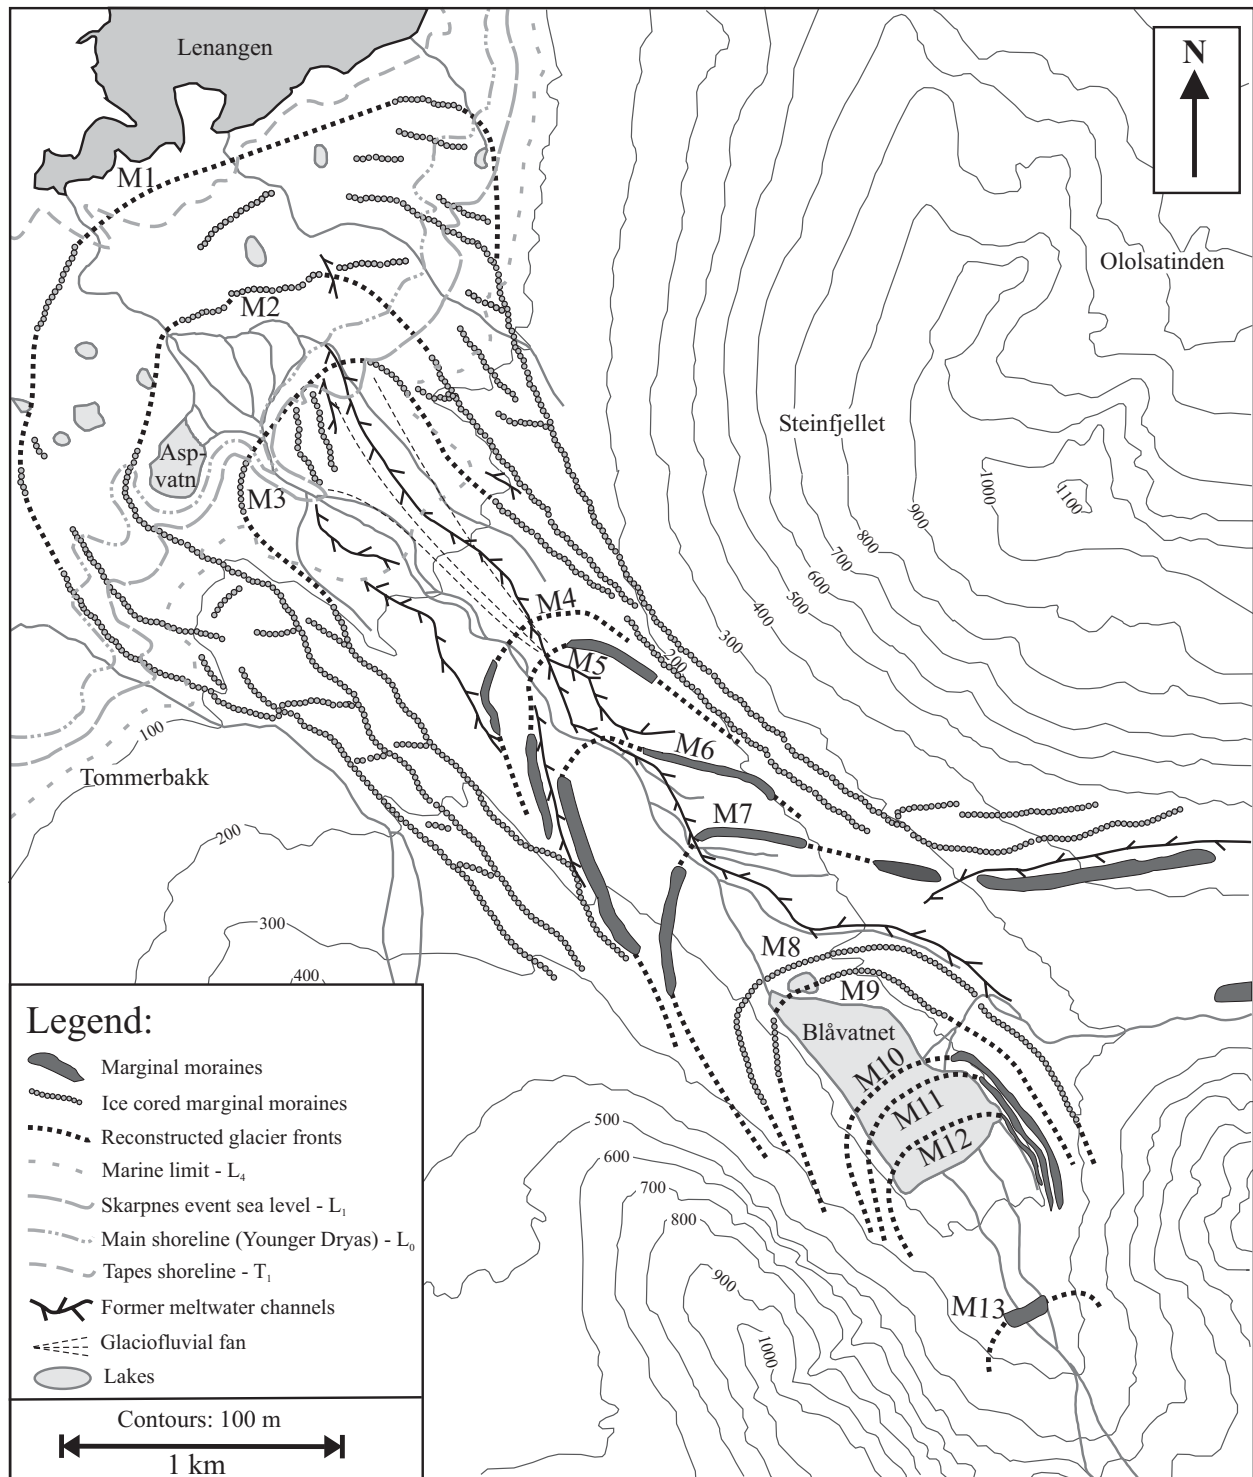 Lenangen
N
M1
Ololsatinden
M2
Steinfjellet
Asp-
vatn
M3
1000
1100
900
800
700
600
500
400
300
200
M4
M5
M6
M7
100
Tommerbakk
200
300
400
M8
M9
Blåvatnet
M10
M11
M12
M13
500
600
700
800
900
1000
Legend:
Marginal moraines
Ice cored marginal moraines
Reconstructed glacier fronts
Marine limit - L₄
Skarpnes event sea level - L₁
Main shoreline (Younger Dryas) - L₀
Tapes shoreline - T₁
Former meltwater channels
Glaciofluvial fan
Lakes
Contours: 100 m
1 km